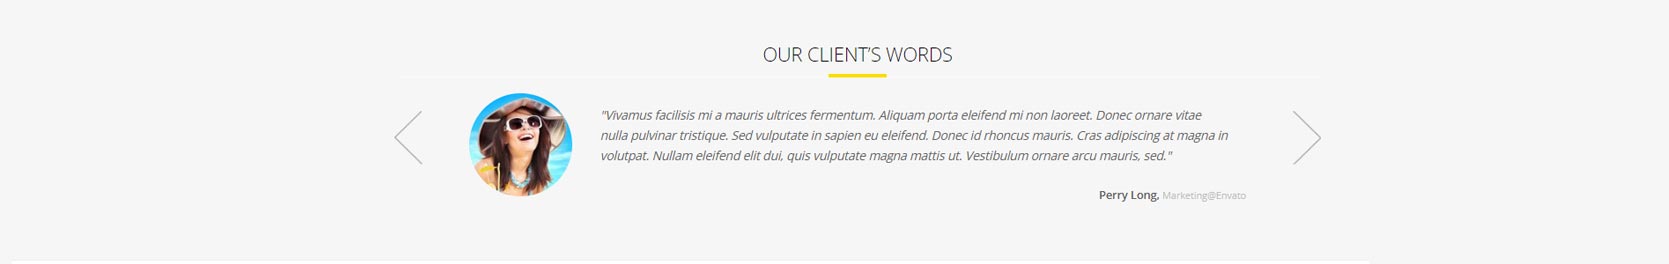 OUR CLIENT'S WORDS
"Vivamus facilisis mi a mauris ultrices fermentum. Aliquam porta eleifend mi non laoreet. Donec ornare vitae
nulla pulvinar tristique. Sed vulputate in sapien eu eleifend. Donec id rhoncus mauris. Cras adipiscing at magna in
volutpat. Nullam eleifend elit dui, quis vulputate magna mattis ut. Vestibulum ornare arcu mauris, sed."
Perry Long, Marketing@Envato